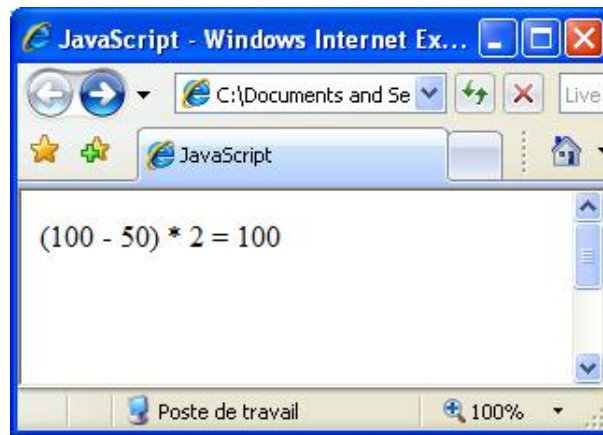 JavaScript - Windows Internet Ex...
C:\Documents and Se
Live
JavaScript
(100 - 50) * 2 = 100
Poste de travail
100%